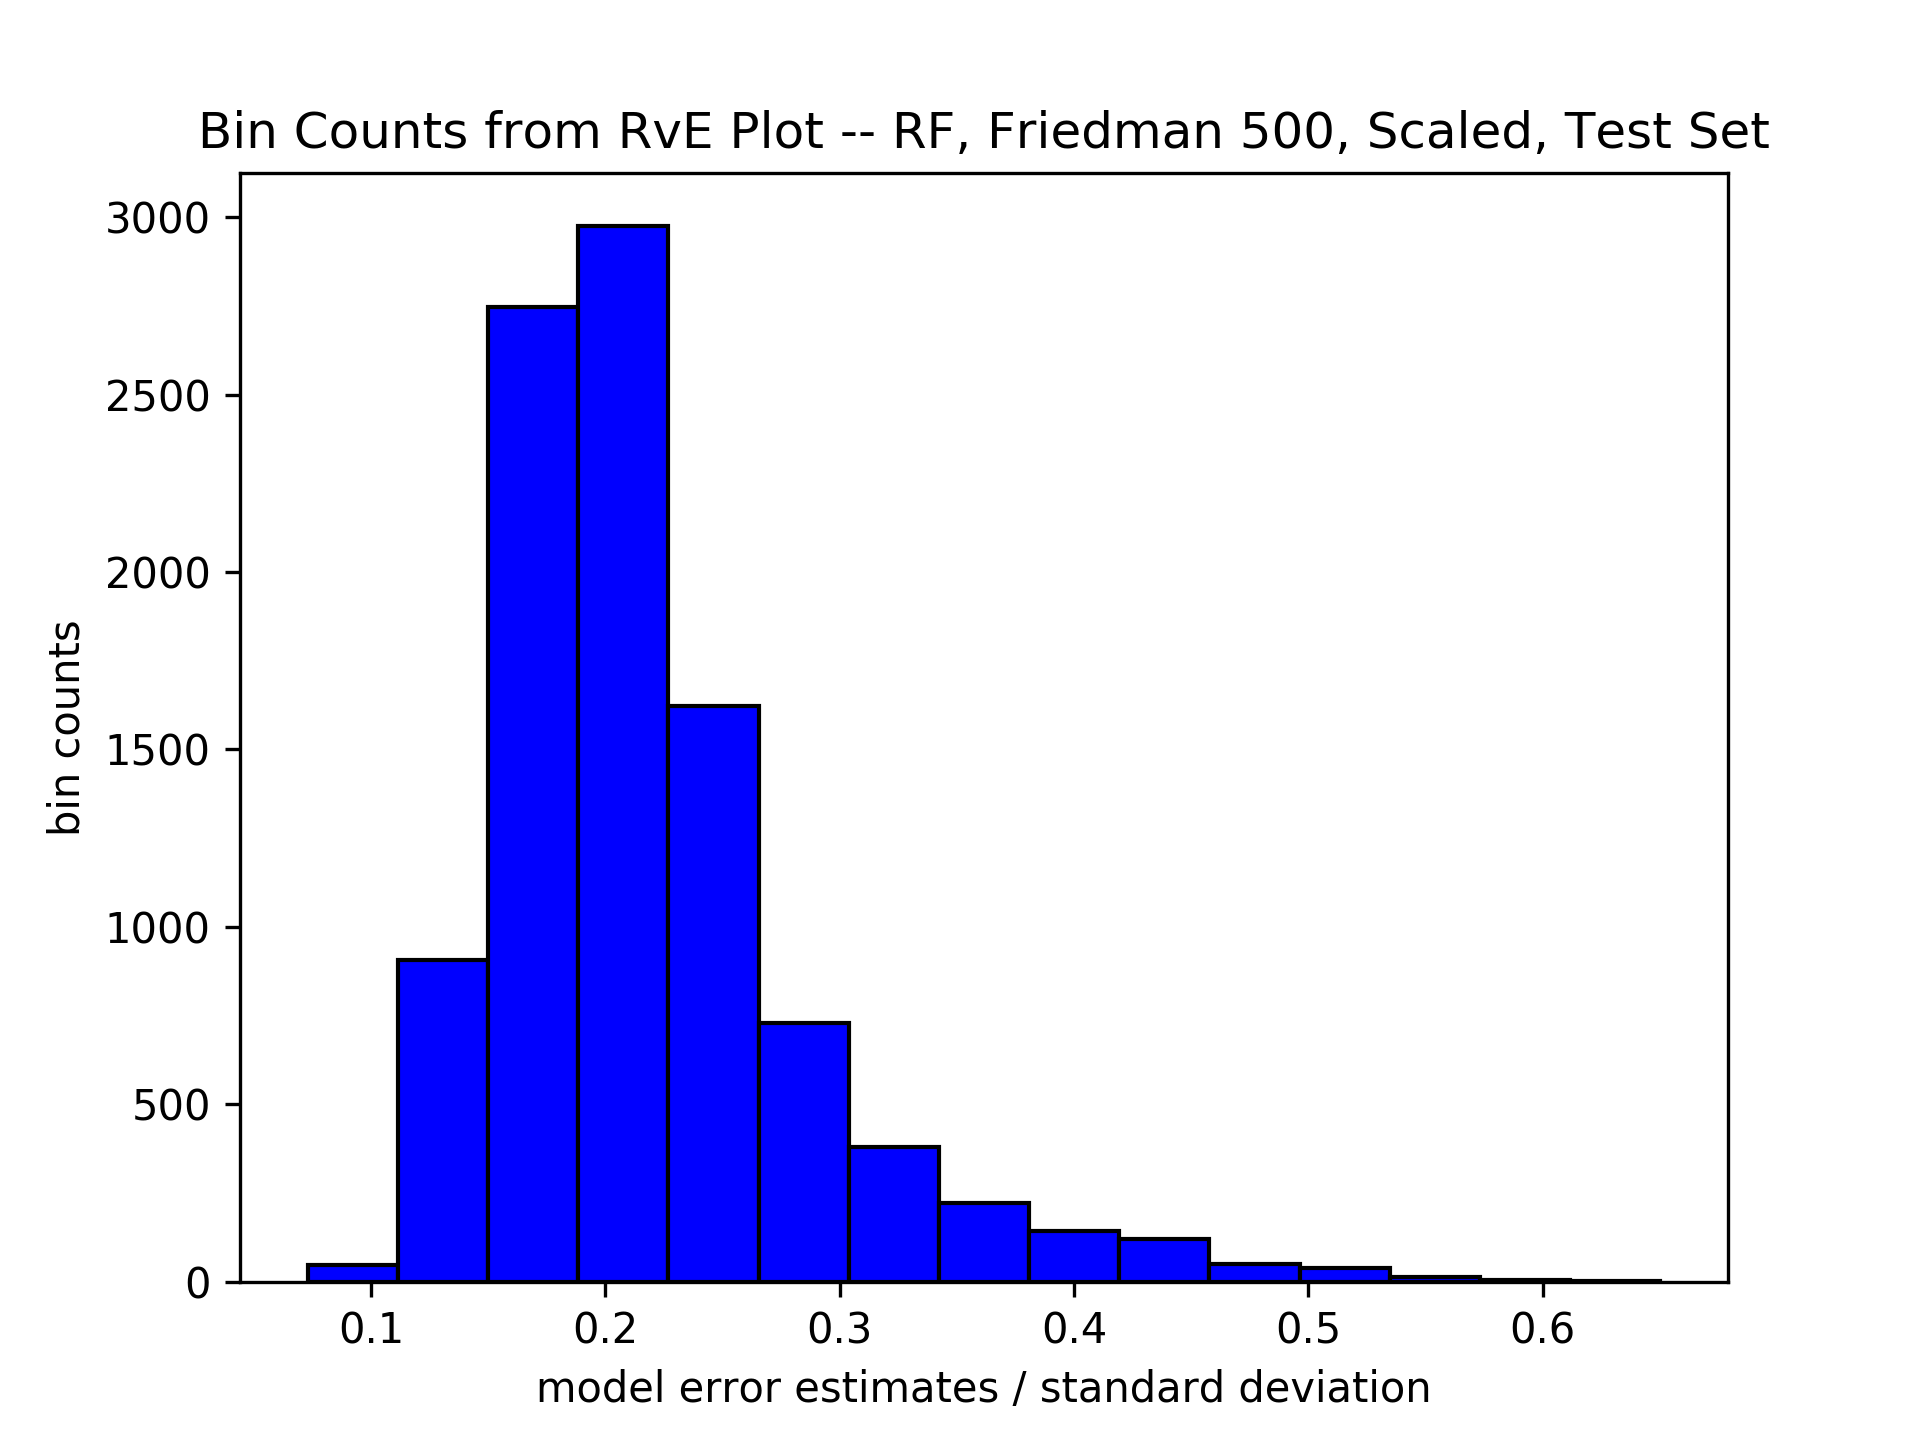 Bin Counts from RvE Plot -- RF, Friedman 500, Scaled, Test Set
3000
2500
2000
1500
1000
500
0
bin counts
0.1 0.2 0.3 0.4 0.5 0.6
model error estimates / standard deviation